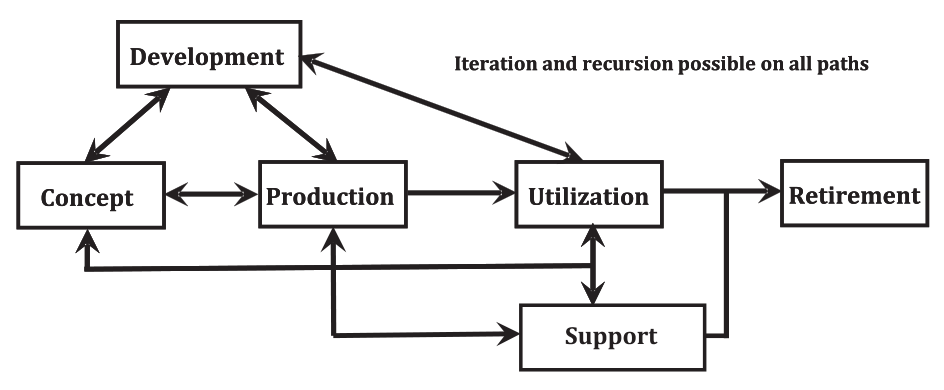 Development
Iteration and recursion possible on all paths
Concept
Production
Utilization
Retirement
Support